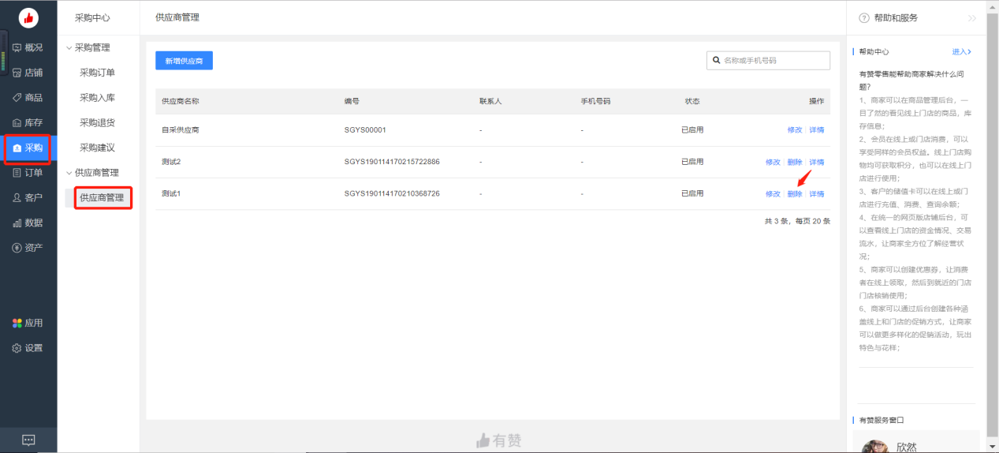 采购中心
供应商管理
帮助和服务
概况
店铺
商品
库存
采购
订单
客户
数据
资产
应用
设置
采购管理
采购订单
采购入库
采购退货
采购建议
供应商管理
供应商管理
新增供应商
名称或手机号码
供应商名称 编号 联系人 手机号码 状态 操作
自采供应商 SGYS00001 - - 已启用 修改 详情
测试2 SGYS190114170215722886 - - 已启用 修改 删除 详情
测试1 SGYS190114170210368726 - - 已启用 修改 删除 详情
共 3 条，每页 20 条
有赞
帮助中心 进入
有赞零售能帮助商家解决什么问
题?
1、商家可以在商品管理后台，一
目了然的看见线上门店的商品，库
存信息；
2、会员在线上或门店消费，可以
享受同样的会员权益。线上门店购
物均可获取积分，也可以在线上门
店进行使用；
3、客户的储值卡可以在线上或门
店进行充值、消费、查询余额；
4、在统一的网页版店铺后台，可
以查看线上门店的资金情况、交易
流水，让商家全方位了解经营状
况；
5、商家可以创建优惠券，让消费
者在线上领取，然后到就近的门店
门店核销使用；
6、商家可以通过后台创建各种涵
盖线上和门店的促销方式，让商家
可以做更多样化的促销活动，玩出
特色与花样；
有赞服务窗口
欣然